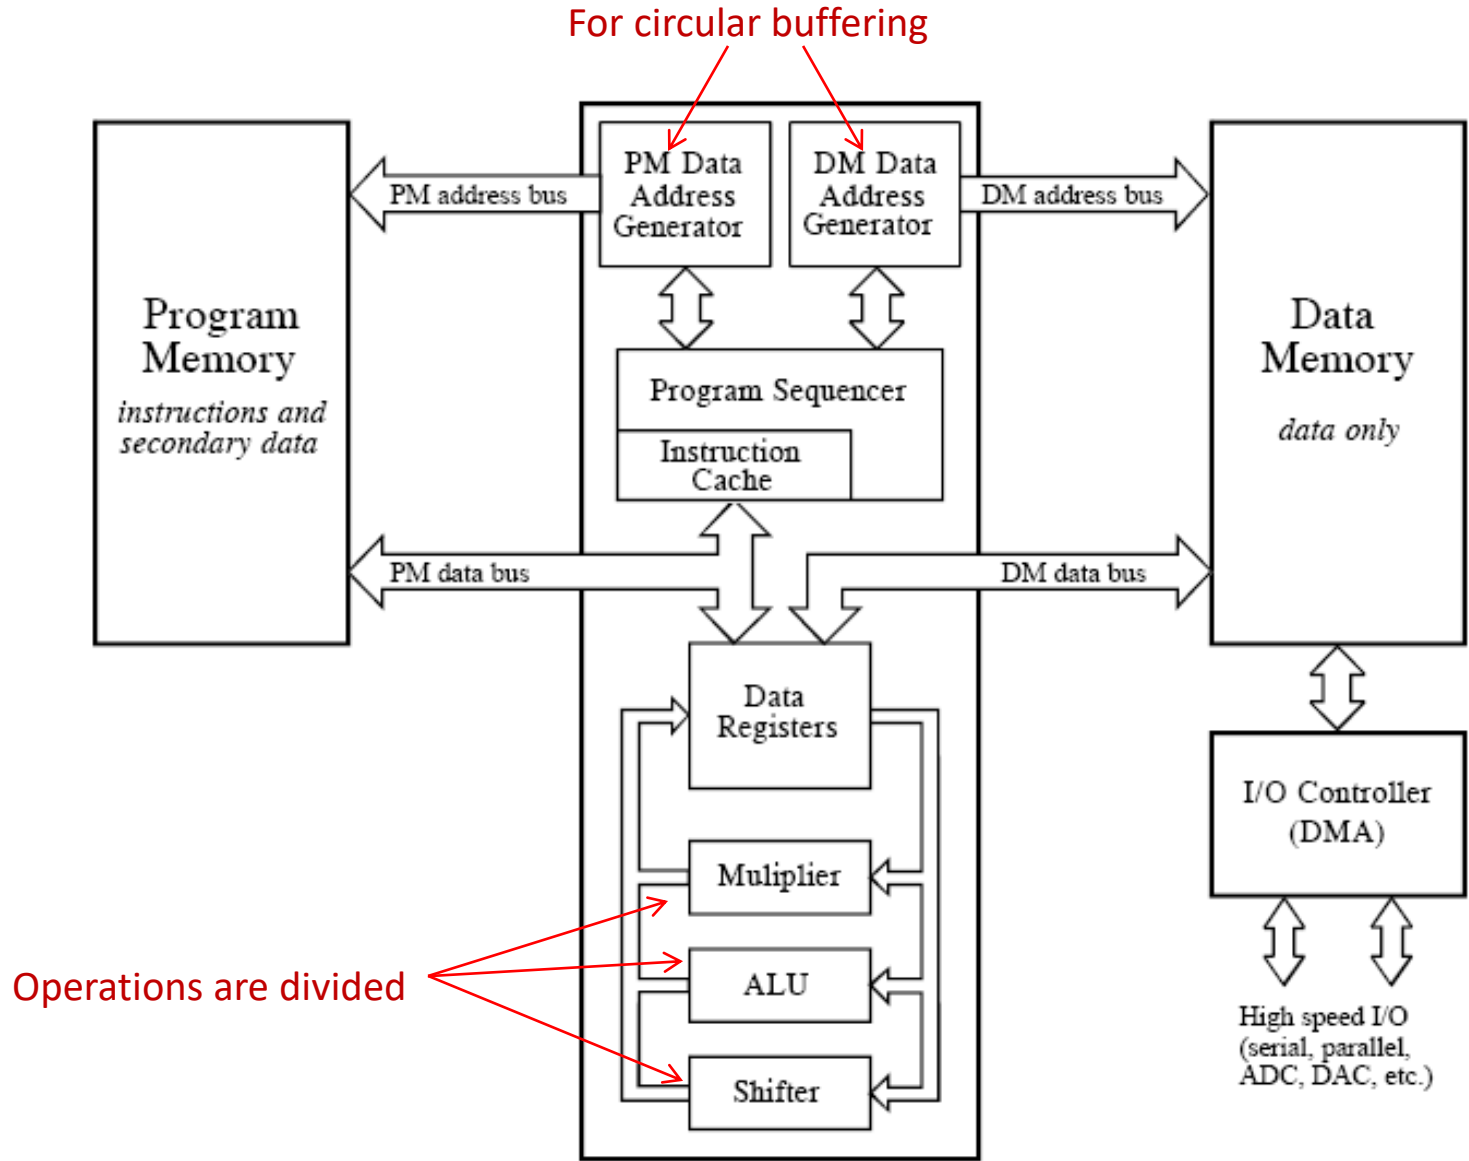 For circular buffering
PM Data
Address
Generator
DM Data
Address
Generator
PM address bus
DM address bus
Program
Memory
instructions and
secondary data
Program Sequencer
Instruction
Cache
Data
Memory
data only
PM data bus
DM data bus
Data
Registers
I/O Controller
(DMA)
Muliplier
Operations are divided
ALU
Shifter
High speed I/O
(serial, parallel,
ADC, DAC, etc.)